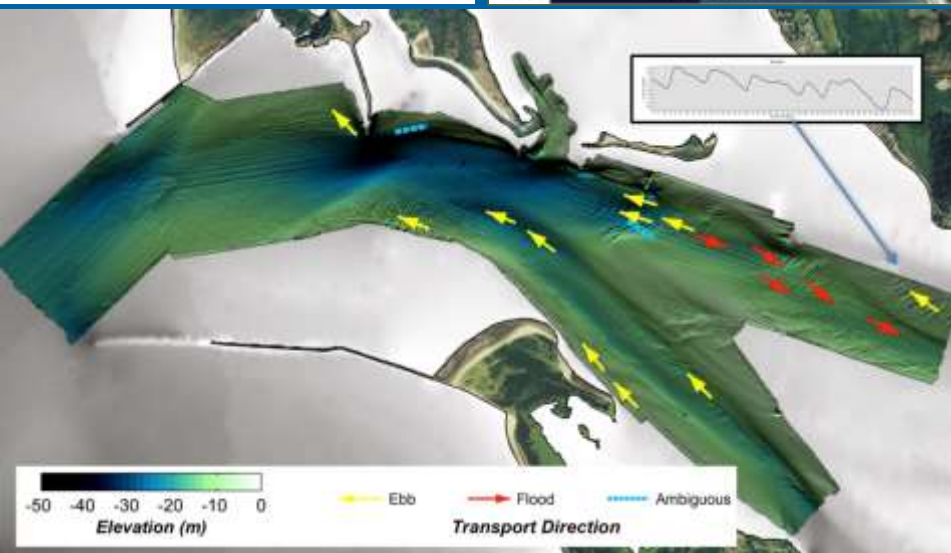 -50 -40 -30 -20 -10 0
Elevation (m)
Ebb
Flood
Ambiguous
Transport Direction